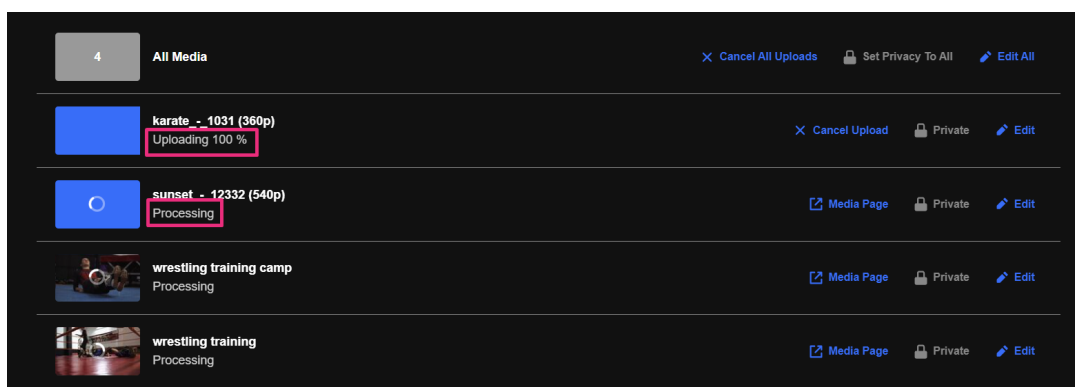 4 All Media Cancel All Uploads Set Privacy To All Edit All
karate_-_1031 (360p)
Uploading 100 % Cancel Upload Private Edit
sunset_-_12332 (540p)
Processing Media Page Private Edit
wrestling training camp
Processing Media Page Private Edit
wrestling training
Processing Media Page Private Edit